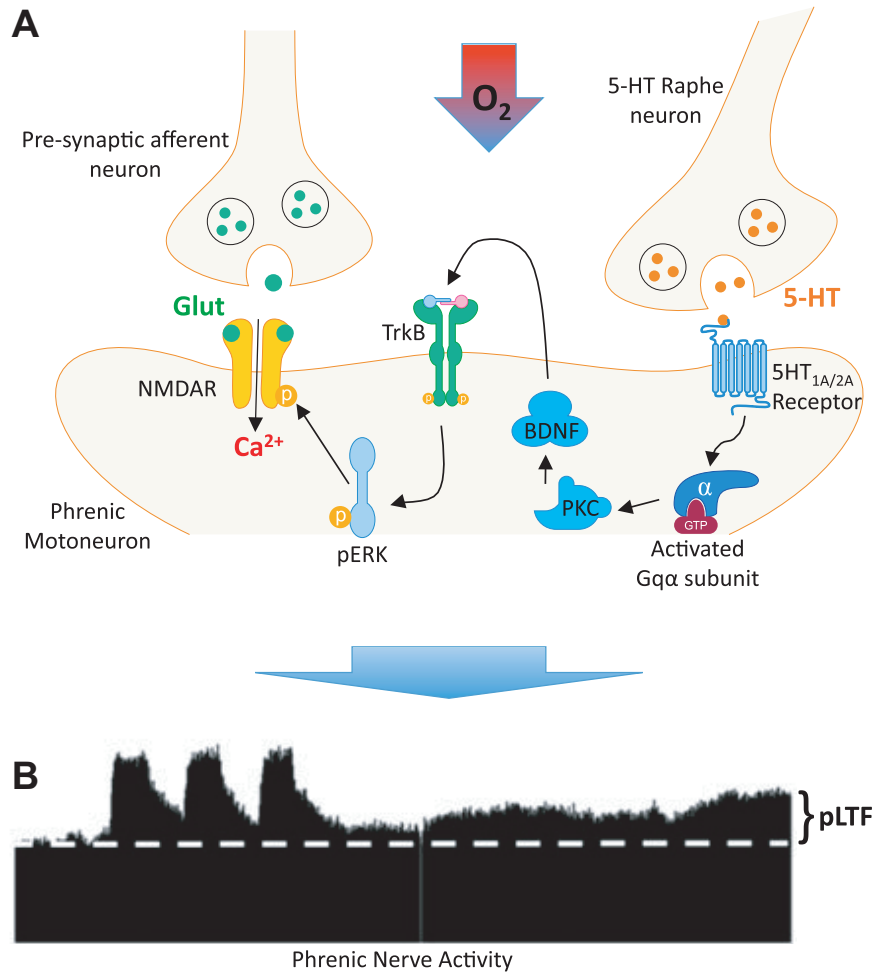 A
O2
5-HT Raphe
neuron
Pre-synaptic afferent
neuron
Glut
5-HT
TrkB
NMDAR
5HT1A/2A
Receptor
p
p
p
Ca2+
BDNF
α
p
PKC
GTP
Phrenic
Motoneuron
pERK
Activated
Gqα subunit
B
pLTF
Phrenic Nerve Activity